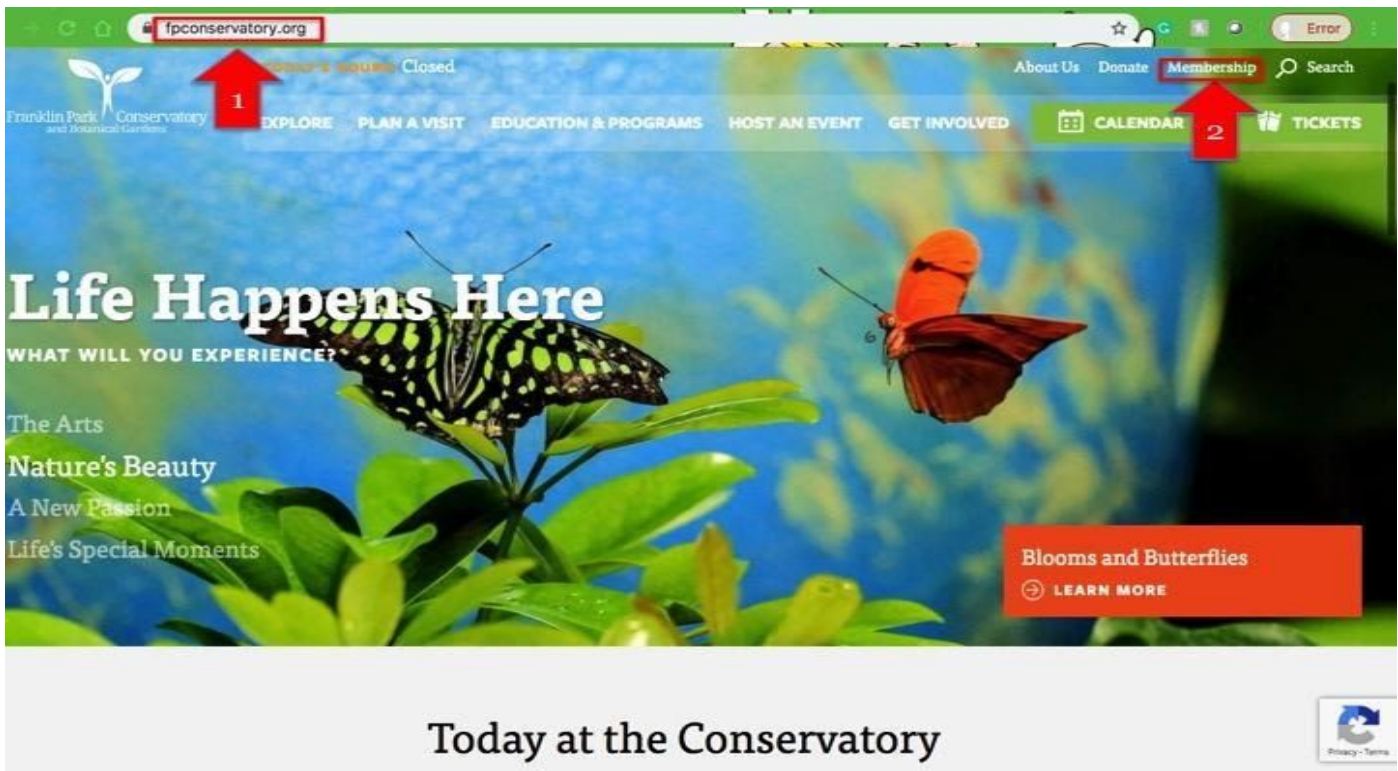 fpconservatory.org
Error
TODAY'S HOURS: Closed
About Us Donate Membership Search
1
2
Franklin Park Conservatory
and Botanical Gardens
EXPLORE PLAN A VISIT EDUCATION & PROGRAMS HOST AN EVENT GET INVOLVED CALENDAR TICKETS
Life Happens Here
WHAT WILL YOU EXPERIENCE?
The Arts
Nature's Beauty
A New Passion
Life's Special Moments
Blooms and Butterflies
LEARN MORE
Today at the Conservatory
Privacy - Terms